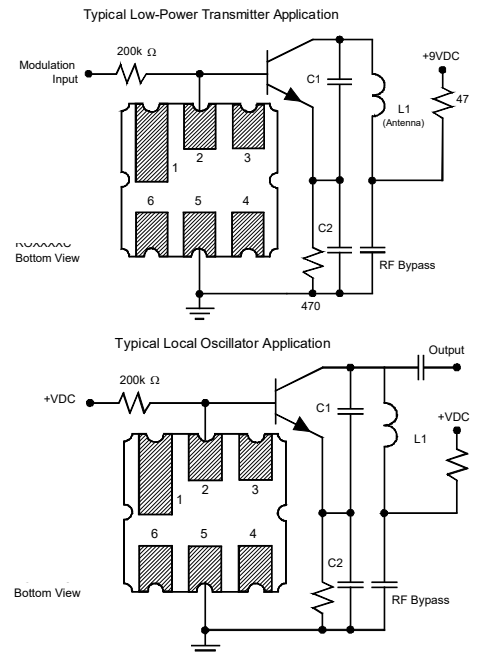 Typical Low-Power Transmitter Application
200k Ω
Modulation
Input
C1
+9VDC
47
L1
(Antenna)
1
2
3
6
5
4
C2
Bottom View
RF Bypass
470
Typical Local Oscillator Application
Output
200k Ω
+VDC
C1
+VDC
L1
1
2
3
6
5
4
C2
Bottom View
RF Bypass